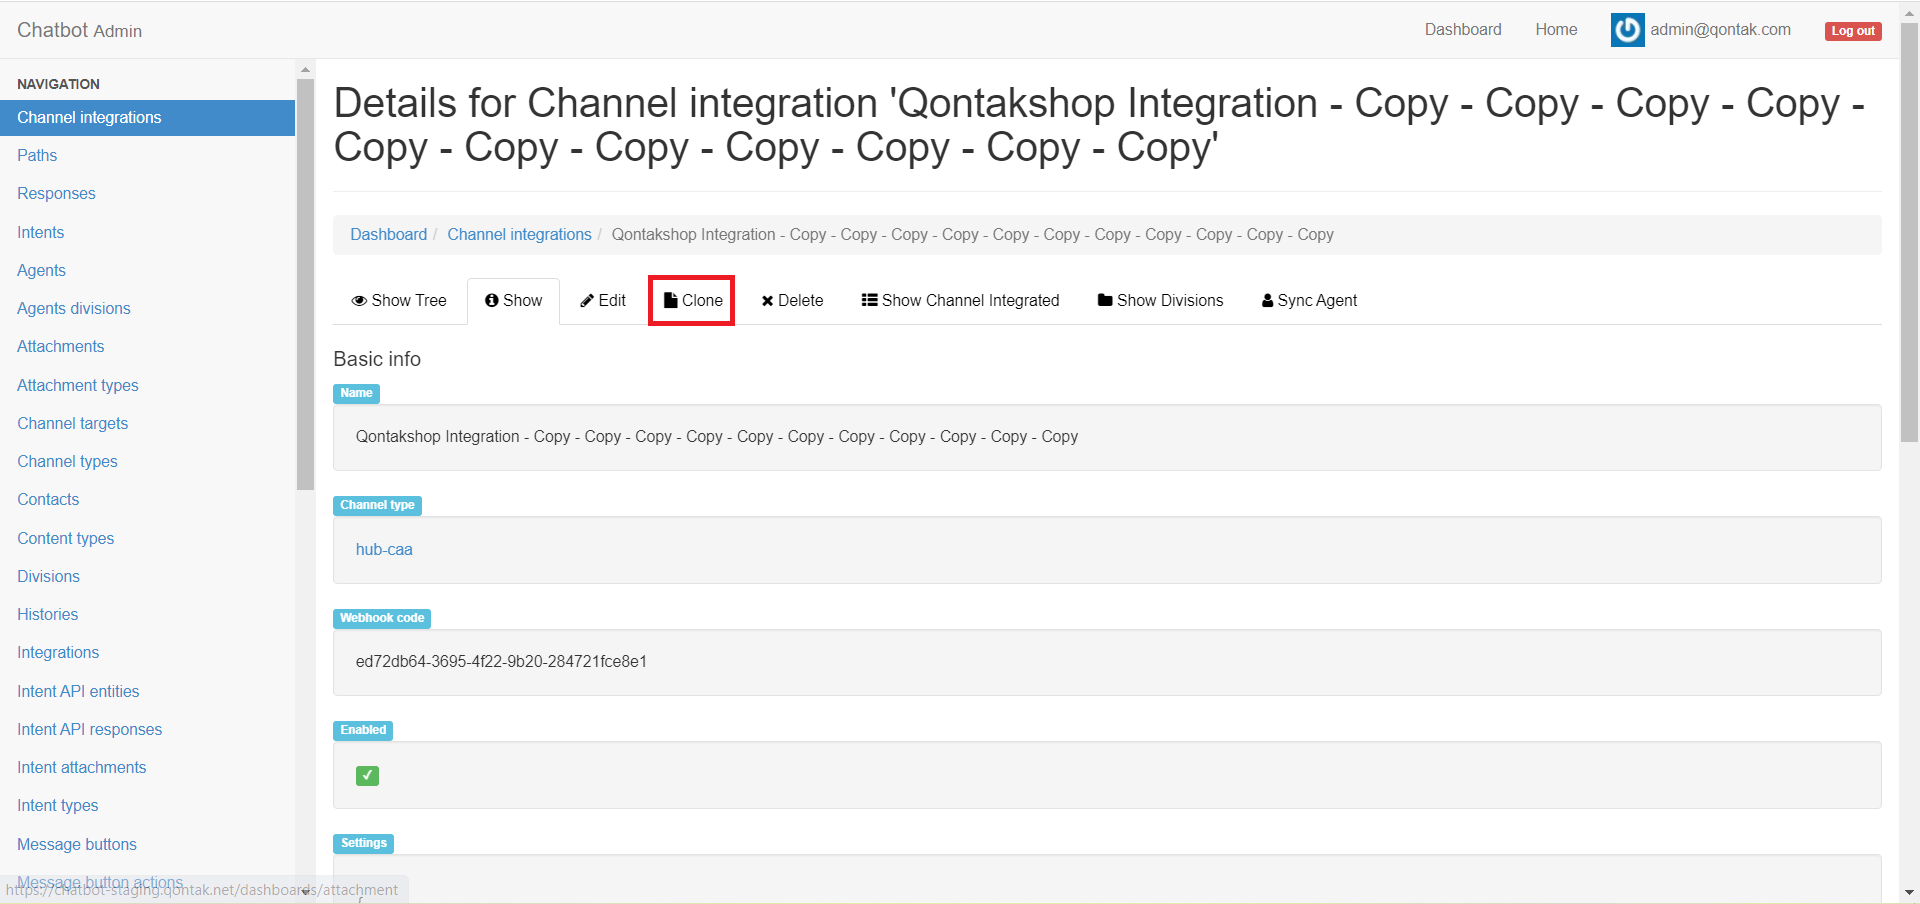 Chatbot Admin
Dashboard
Home
admin@qontak.com
Log out
NAVIGATION
Channel integrations
Paths
Responses
Intents
Agents
Agents divisions
Attachments
Attachment types
Channel targets
Channel types
Contacts
Content types
Divisions
Histories
Integrations
Intent API entities
Intent API responses
Intent attachments
Intent types
Message buttons
Message button actions
https://chatbot-staging.qontak.net/dashboards/attachment
Details for Channel integration 'Qontakshop Integration - Copy - Copy - Copy - Copy -
Copy - Copy - Copy - Copy - Copy - Copy - Copy'
Dashboard / Channel integrations / Qontakshop Integration - Copy - Copy - Copy - Copy - Copy - Copy - Copy - Copy - Copy - Copy - Copy
Show Tree
Show
Edit
Clone
Delete
Show Channel Integrated
Show Divisions
Sync Agent
Basic info
Name
Qontakshop Integration - Copy - Copy - Copy - Copy - Copy - Copy - Copy - Copy - Copy - Copy - Copy
Channel type
hub-caa
Webhook code
ed72db64-3695-4f22-9b20-284721fce8e1
Enabled
Settings
{